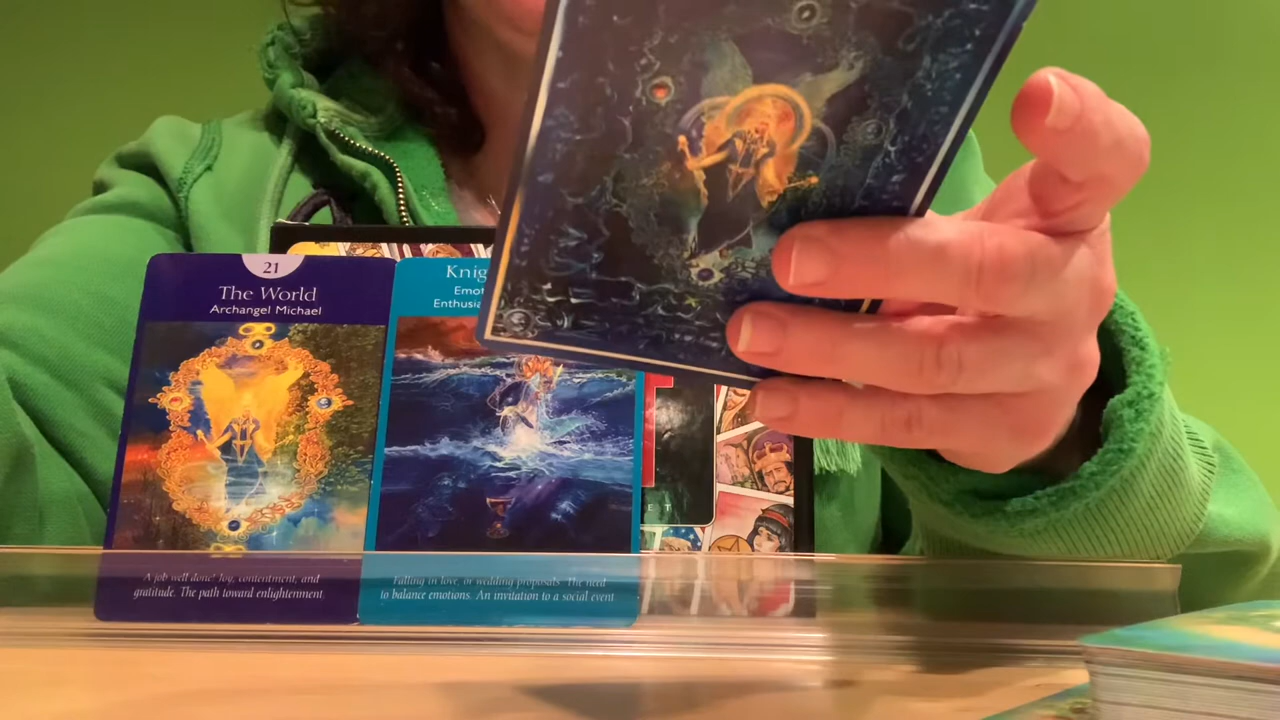 21
The World
Archangel Michael
A job well done! Joy, contentment, and
gratitude. The path toward enlightenment
Knig
Emot
Enthusia
Falling in love, or wedding proposals. The need
to balance emotions. An invitation to a social event
E T